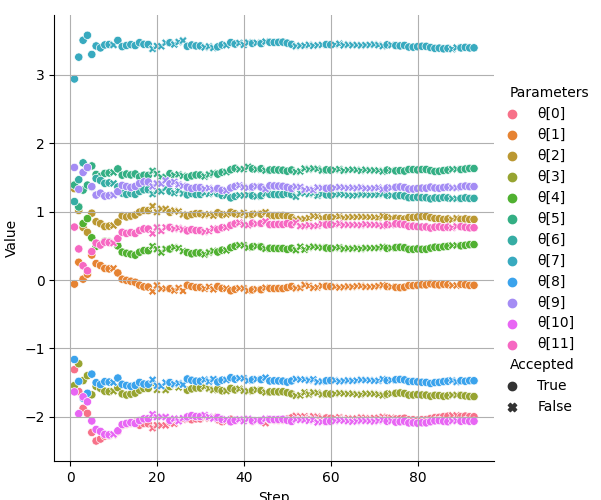 3
2
1
0
−1
−2
Value
0
20
40
60
80
Step
Parameters
θ[0]
θ[1]
θ[2]
θ[3]
θ[4]
θ[5]
θ[6]
θ[7]
θ[8]
θ[9]
θ[10]
θ[11]
Accepted
True
False